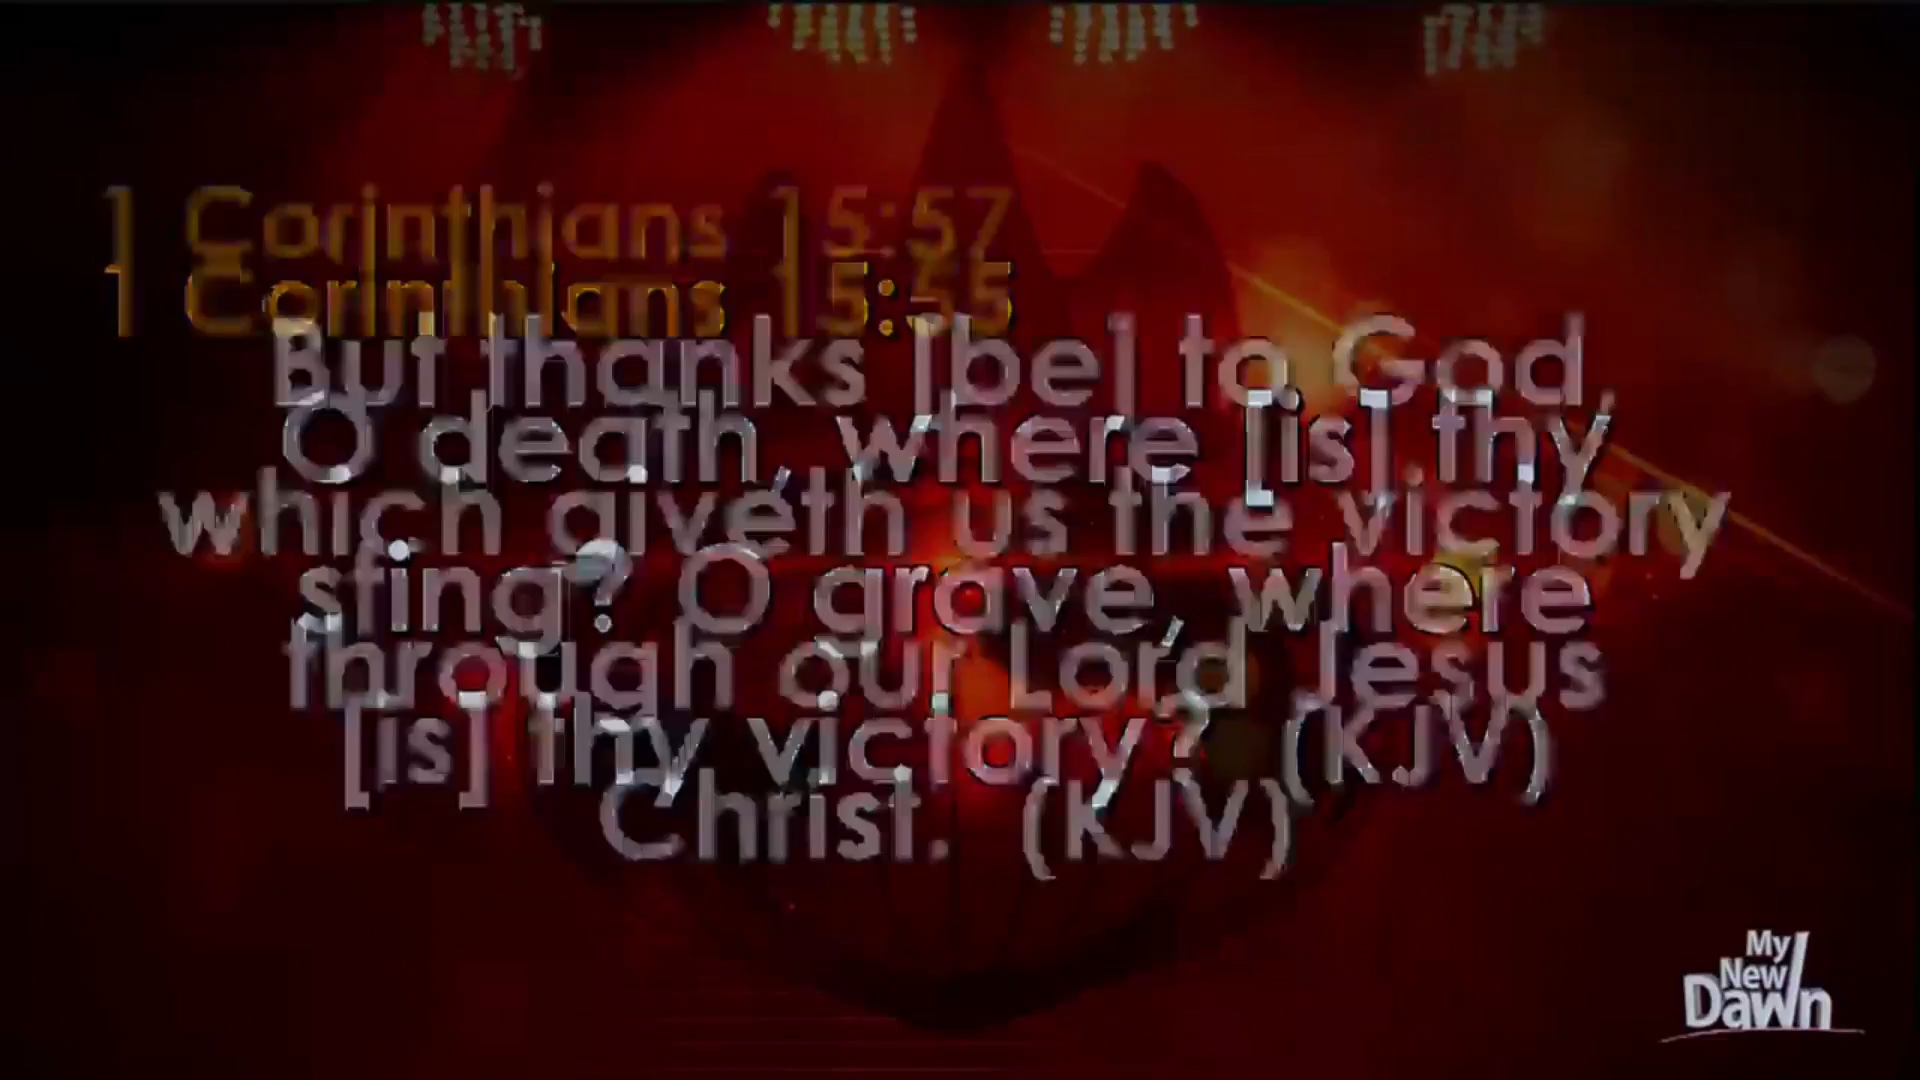 1 Corinthians 15:57
1 Corinthians 15:55
But thanks [be] to God,
O death, where [is] thy
which giveth us the victory
sting? O grave, where
through our Lord Jesus
[is] thy victory? (KJV)
Christ. (KJV)
My
New
Dawn